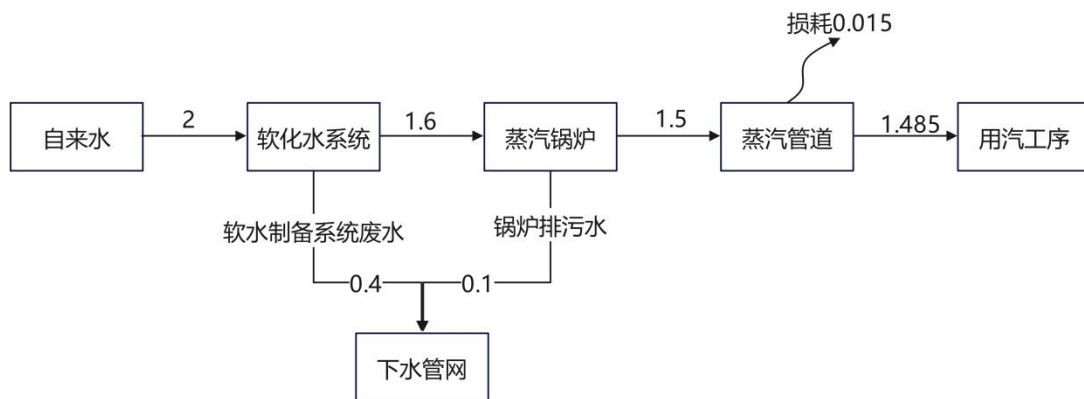 损耗0.015
自来水
2
软化水系统
1.6
蒸汽锅炉
1.5
蒸汽管道
1.485
用汽工序
软水制备系统废水
锅炉排污水
0.4
0.1
下水管网